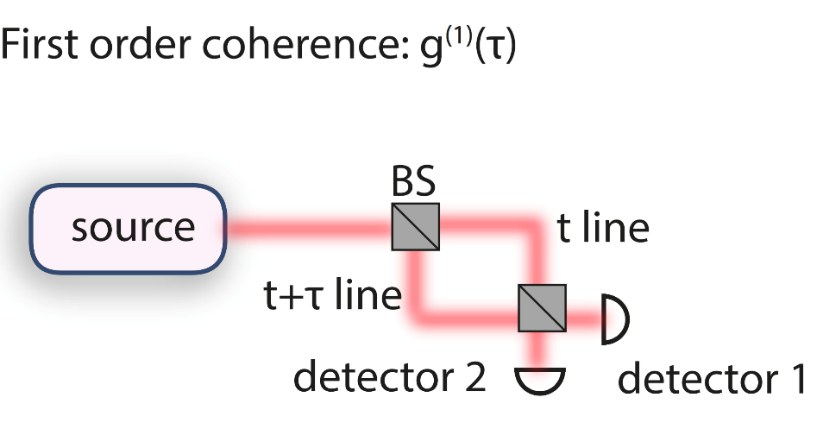 First order coherence: g⁽¹⁾(τ)
BS
source
t line
t+τ line
detector 2
detector 1